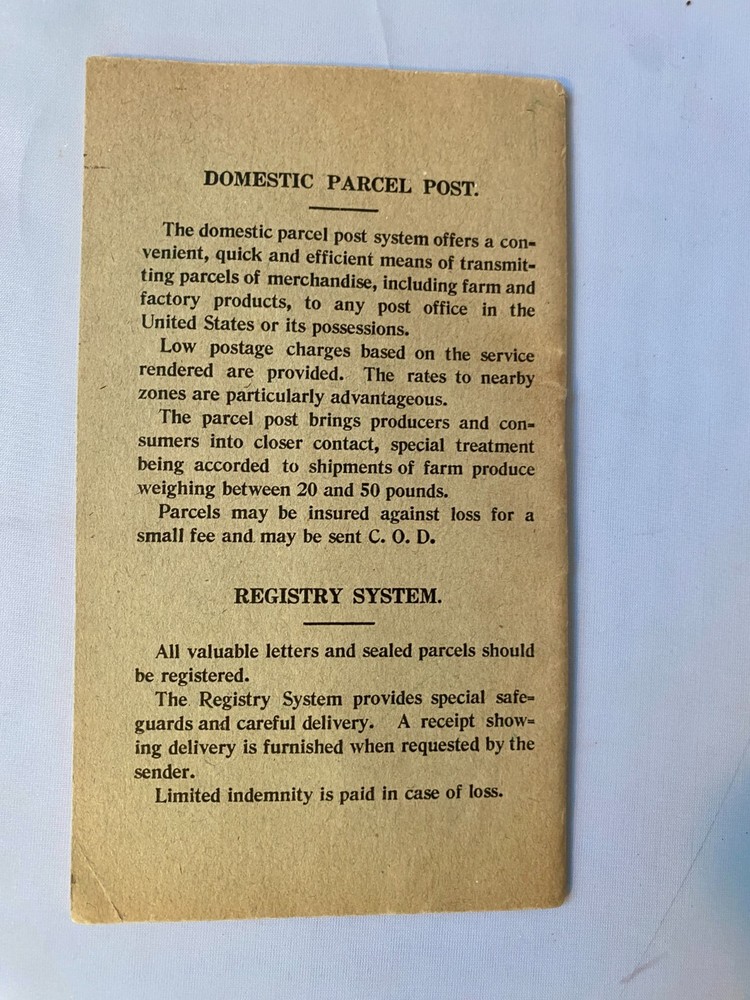 DOMESTIC PARCEL POST.
The domestic parcel post system offers a con-
venient, quick and efficient means of transmit-
ting parcels of merchandise, including farm and
factory products, to any post office in the
United States or its possessions.
Low postage charges based on the service
rendered are provided. The rates to nearby
zones are particularly advantageous.
The parcel post brings producers and con-
sumers into closer contact, special treatment
being accorded to shipments of farm produce
weighing between 20 and 50 pounds.
Parcels may be insured against loss for a
small fee and may be sent C. O. D.
REGISTRY SYSTEM.
All valuable letters and sealed parcels should
be registered.
The Registry System provides special safe-
guards and careful delivery. A receipt show-
ing delivery is furnished when requested by the
sender.
Limited indemnity is paid in case of loss.